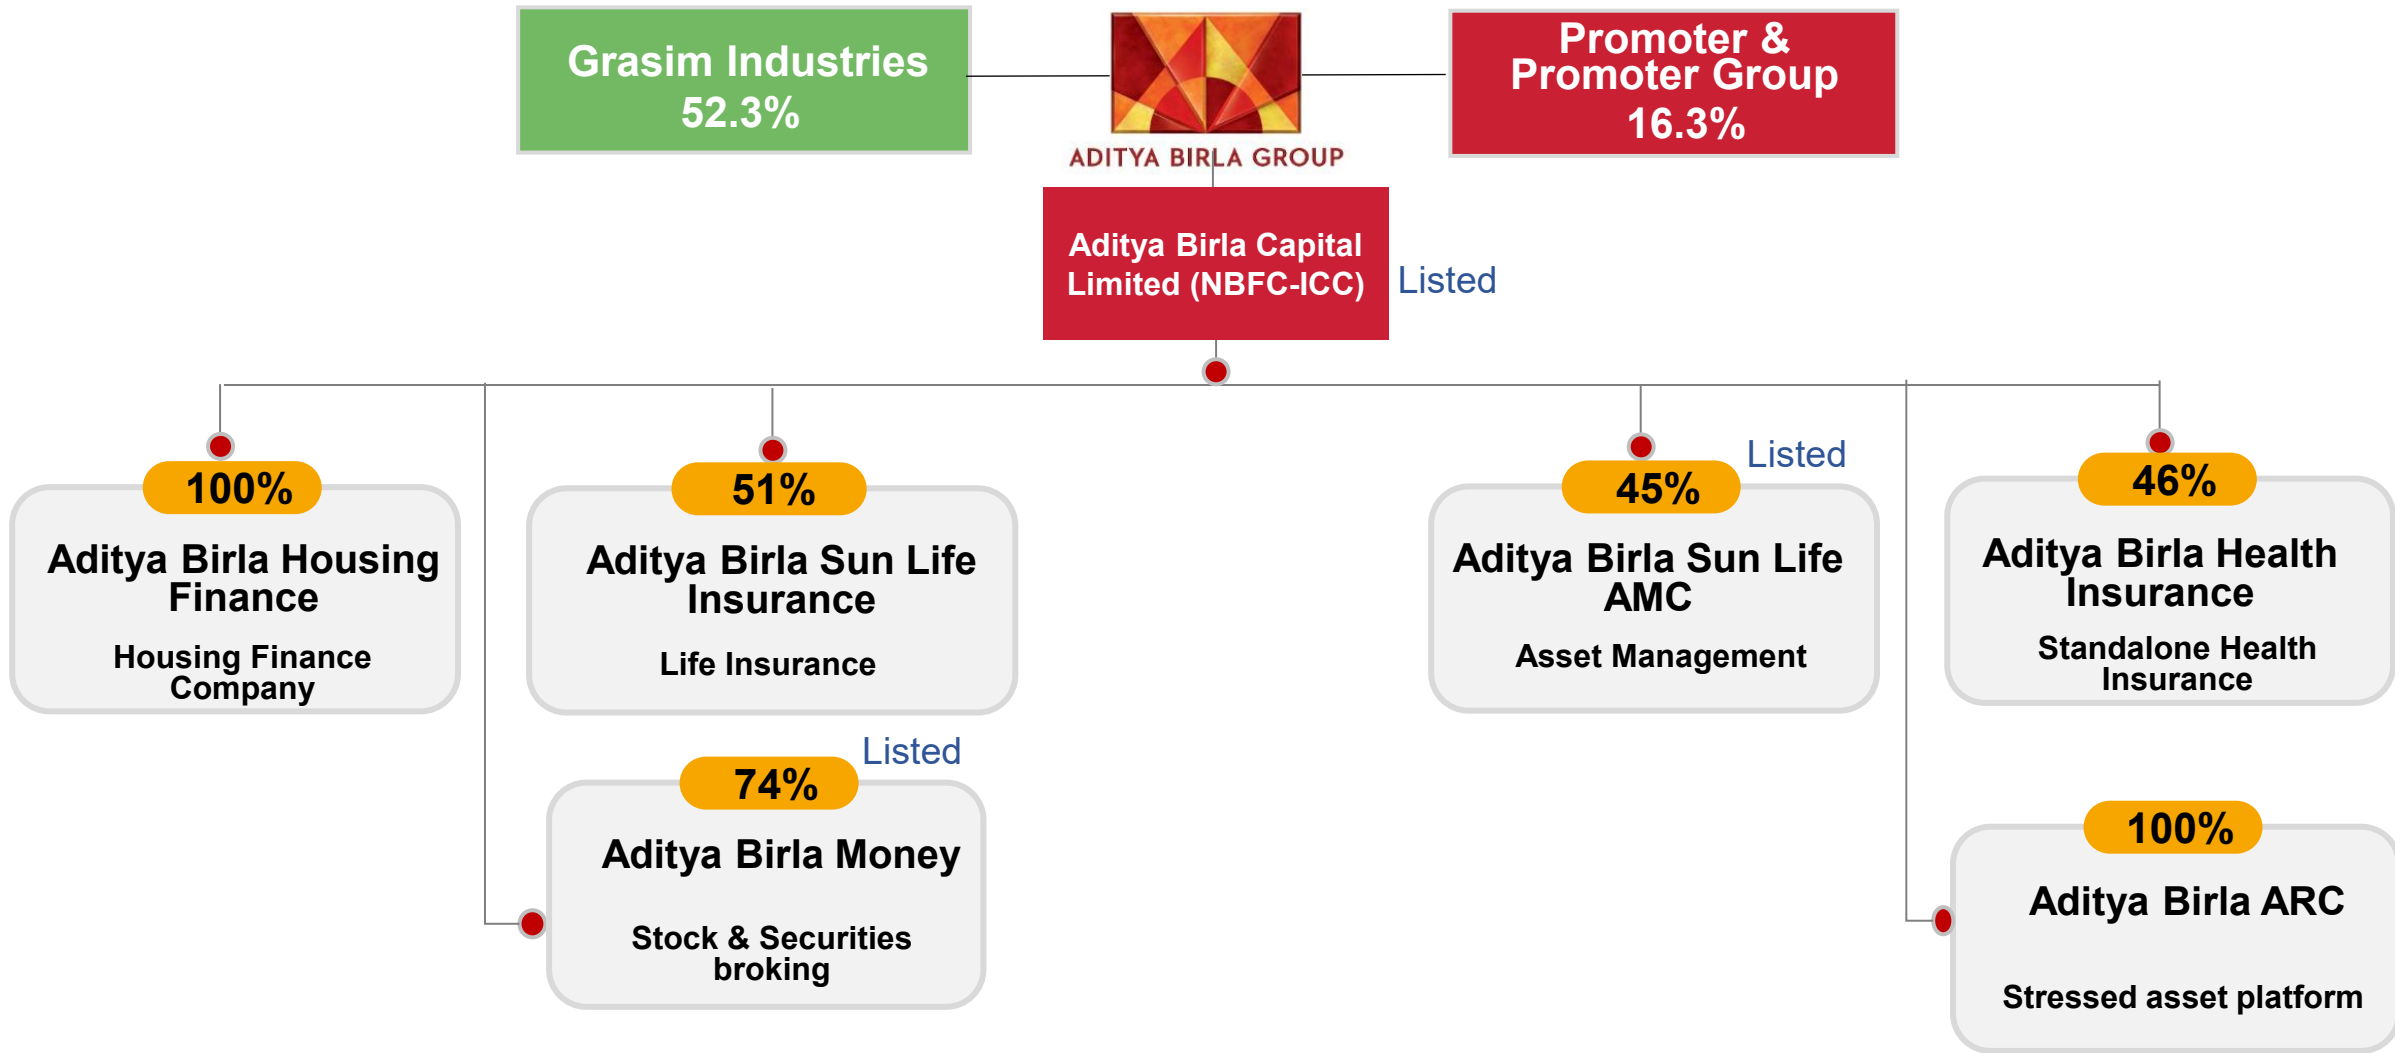 Grasim Industries
52.3%
ADITYA BIRLA GROUP
Promoter &
Promoter Group
16.3%
Aditya Birla Capital
Limited (NBFC-ICC)
Listed
100%
Aditya Birla Housing
Finance
Housing Finance
Company
51%
Aditya Birla Sun Life
Insurance
Life Insurance
Listed
45%
Aditya Birla Sun Life
AMC
Asset Management
46%
Aditya Birla Health
Insurance
Standalone Health
Insurance
Listed
74%
Aditya Birla Money
Stock & Securities
broking
100%
Aditya Birla ARC
Stressed asset platform